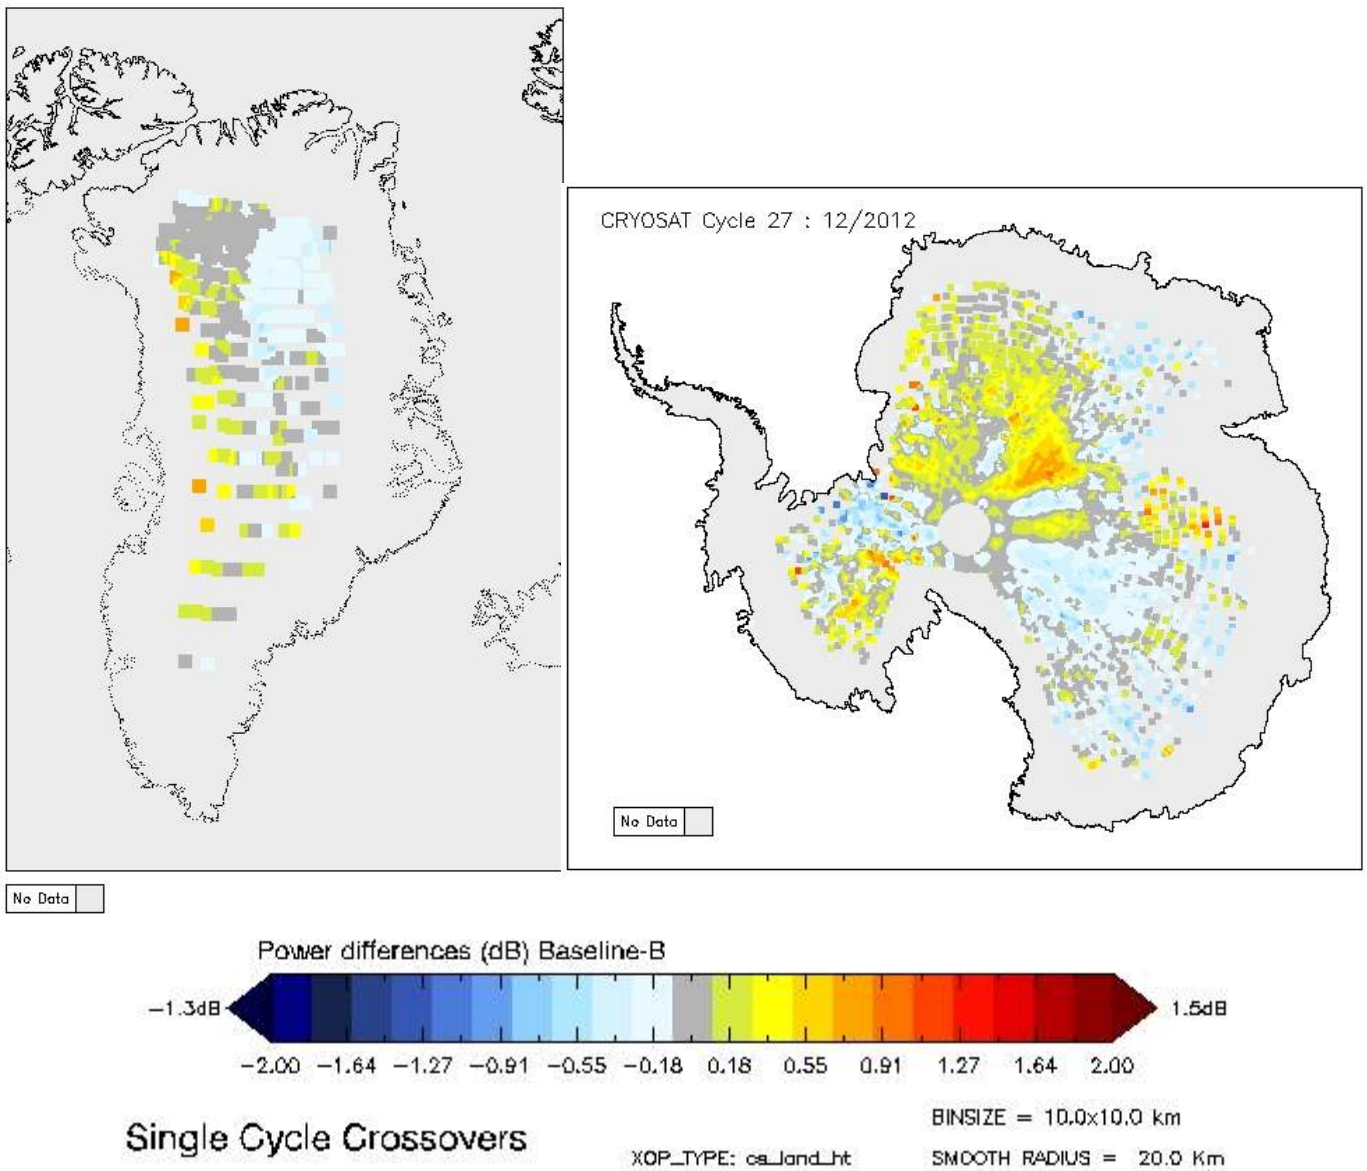 CRYOSAT Cycle 27 : 12/2012
No Data
No Data
Power differences (dB) Baseline-B
−1.3dB
1.5dB
−2.00 −1.64 −1.27 −0.91 −0.55 −0.18 0.18 0.55 0.91 1.27 1.64 2.00
BINSIZE = 10.0x10.0 km
Single Cycle Crossovers
XOP_TYPE: cs_land_ht
SMOOTH RADIUS = 20.0 Km